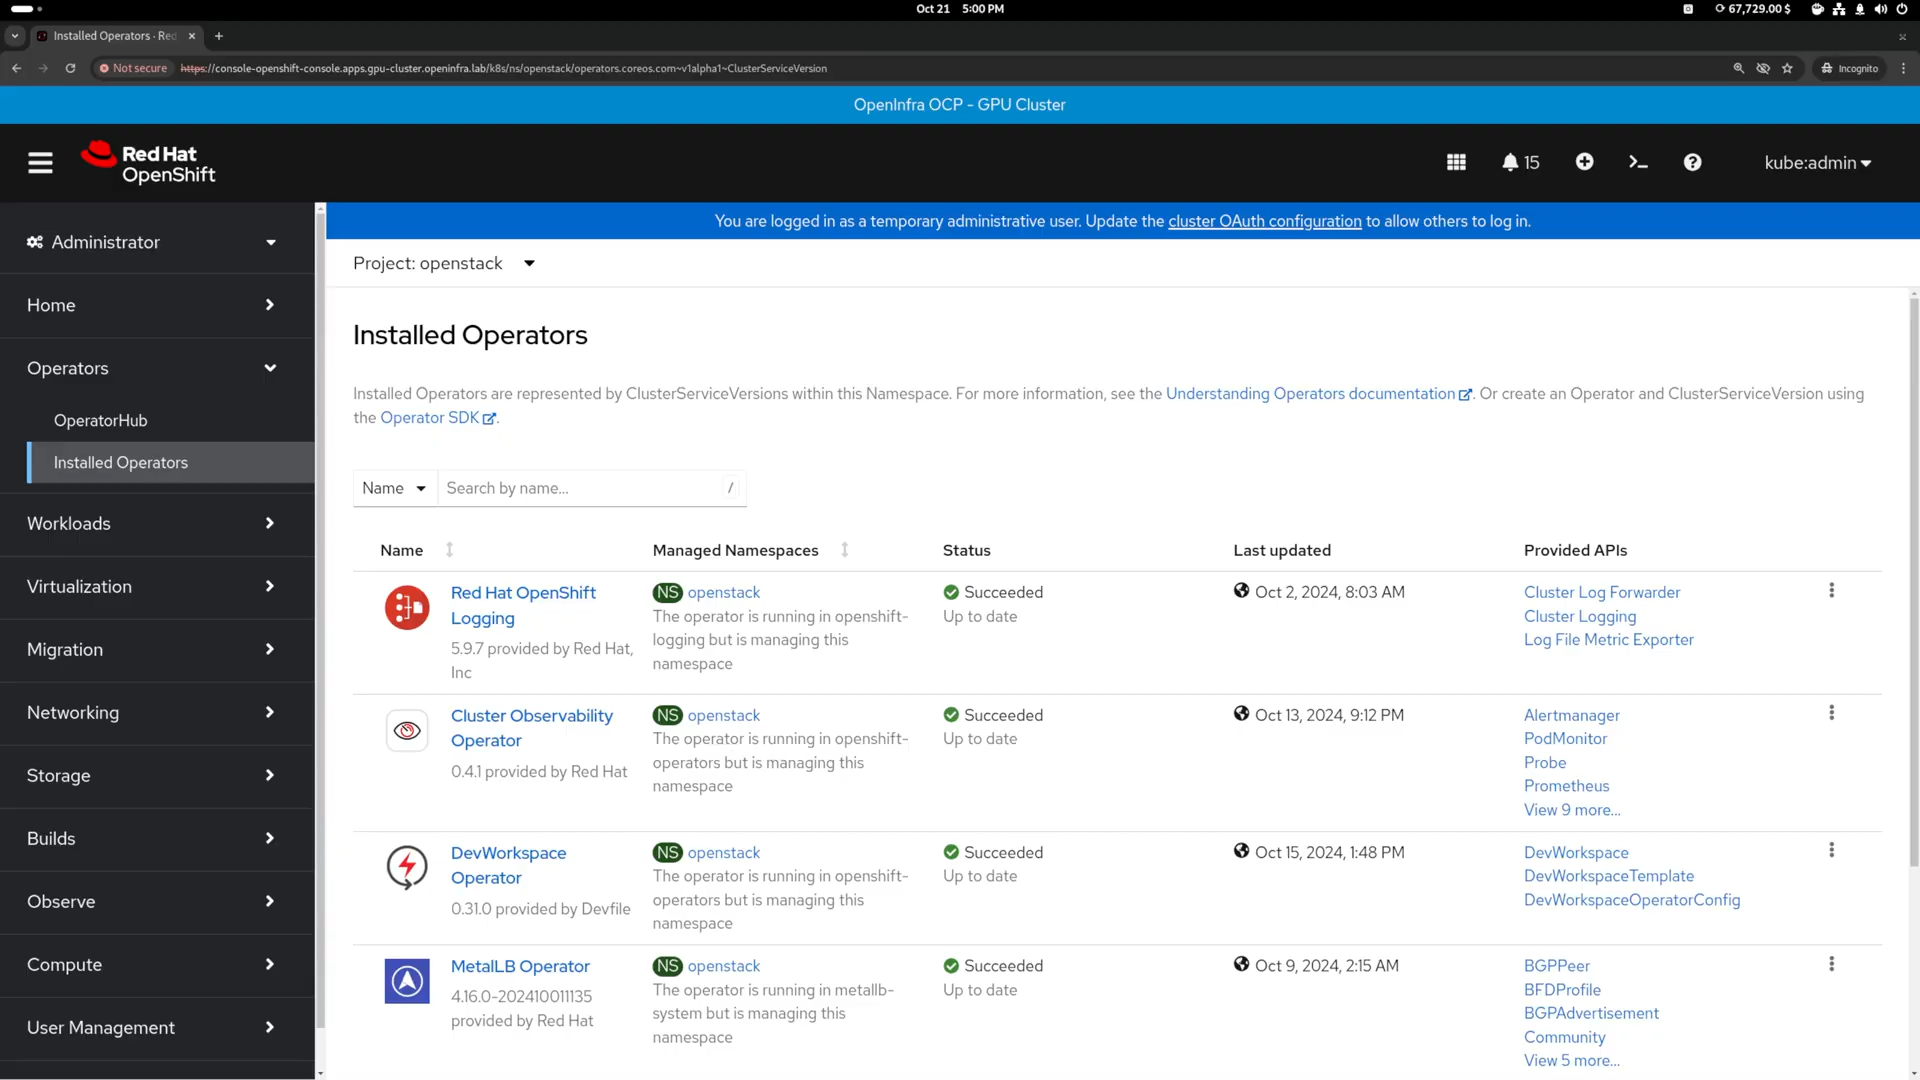 Oct 21 5:00 PM
67,729.00 $
Installed Operators · Red
Not secure
https://console-openshift-console.apps.gpu-cluster.openinfra.lab/k8s/ns/openstack/operators.coreos.com~v1alpha1~ClusterServiceVersion
Incognito
OpenInfra OCP - GPU Cluster
Red Hat
OpenShift
15
kube:admin
You are logged in as a temporary administrative user. Update the cluster OAuth configuration to allow others to log in.
Administrator
Home
Operators
OperatorHub
Installed Operators
Workloads
Virtualization
Migration
Networking
Storage
Builds
Observe
Compute
User Management
Project: openstack
Installed Operators
Installed Operators are represented by ClusterServiceVersions within this Namespace. For more information, see the Understanding Operators documentation. Or create an Operator and ClusterServiceVersion using
the Operator SDK.
Name
Search by name...
/
Name Managed Namespaces Status Last updated Provided APIs
Red Hat OpenShift
Logging
5.9.7 provided by Red Hat,
Inc
NS openstack
The operator is running in openshift-
logging but is managing this
namespace
Succeeded
Up to date
Oct 2, 2024, 8:03 AM
Cluster Log Forwarder
Cluster Logging
Log File Metric Exporter
Cluster Observability
Operator
0.4.1 provided by Red Hat
NS openstack
The operator is running in openshift-
operators but is managing this
namespace
Succeeded
Up to date
Oct 13, 2024, 9:12 PM
Alertmanager
PodMonitor
Probe
Prometheus
View 9 more...
DevWorkspace
Operator
0.31.0 provided by Devfile
NS openstack
The operator is running in openshift-
operators but is managing this
namespace
Succeeded
Up to date
Oct 15, 2024, 1:48 PM
DevWorkspace
DevWorkspaceTemplate
DevWorkspaceOperatorConfig
MetalLB Operator
4.16.0-202410011135
provided by Red Hat
NS openstack
The operator is running in metallb-
system but is managing this
namespace
Succeeded
Up to date
Oct 9, 2024, 2:15 AM
BGPPeer
BFDProfile
BGPAdvertisement
Community
View 5 more...